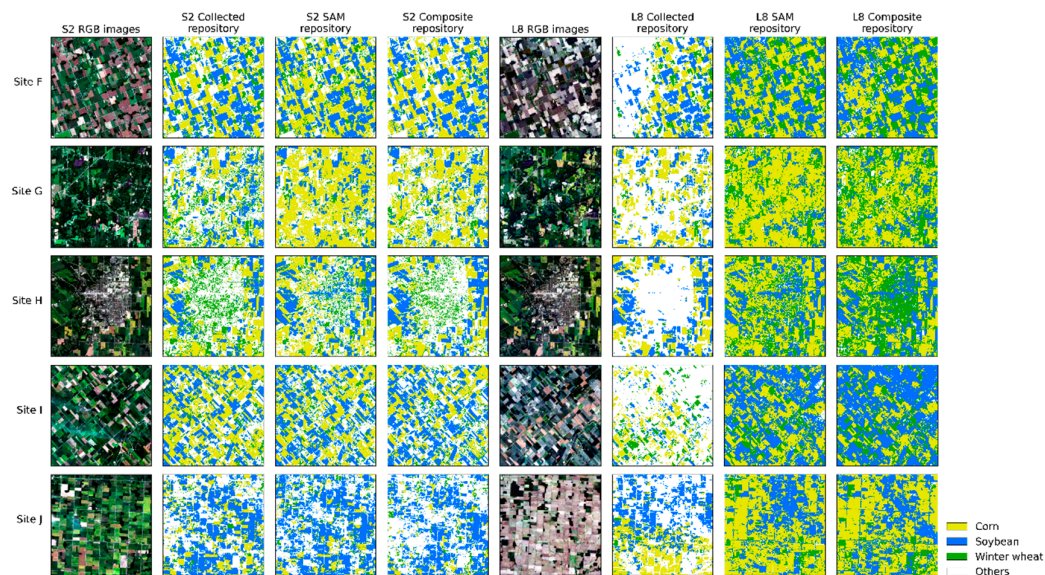 S2 RGB images
S2 Collected
repository
S2 SAM
repository
S2 Composite
repository
L8 RGB images
L8 Collected
repository
L8 SAM
repository
L8 Composite
repository
Site F
Site G
Site H
Site I
Site J
Corn
Soybean
Winter wheat
Others